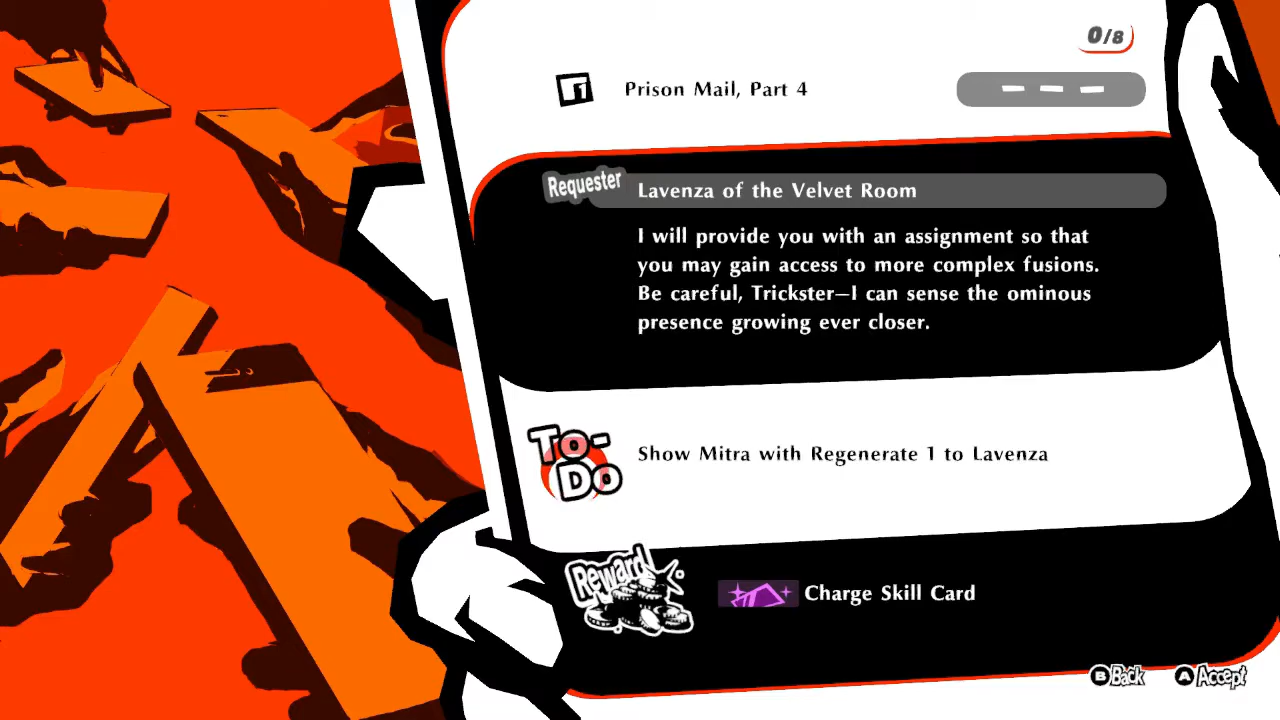 0/8
1
Prison Mail, Part 4
Requester
Lavenza of the Velvet Room
I will provide you with an assignment so that
you may gain access to more complex fusions.
Be careful, Trickster—I can sense the ominous
presence growing ever closer.
To-
Do
Show Mitra with Regenerate 1 to Lavenza
Reward
Charge Skill Card
B Back
A Accept